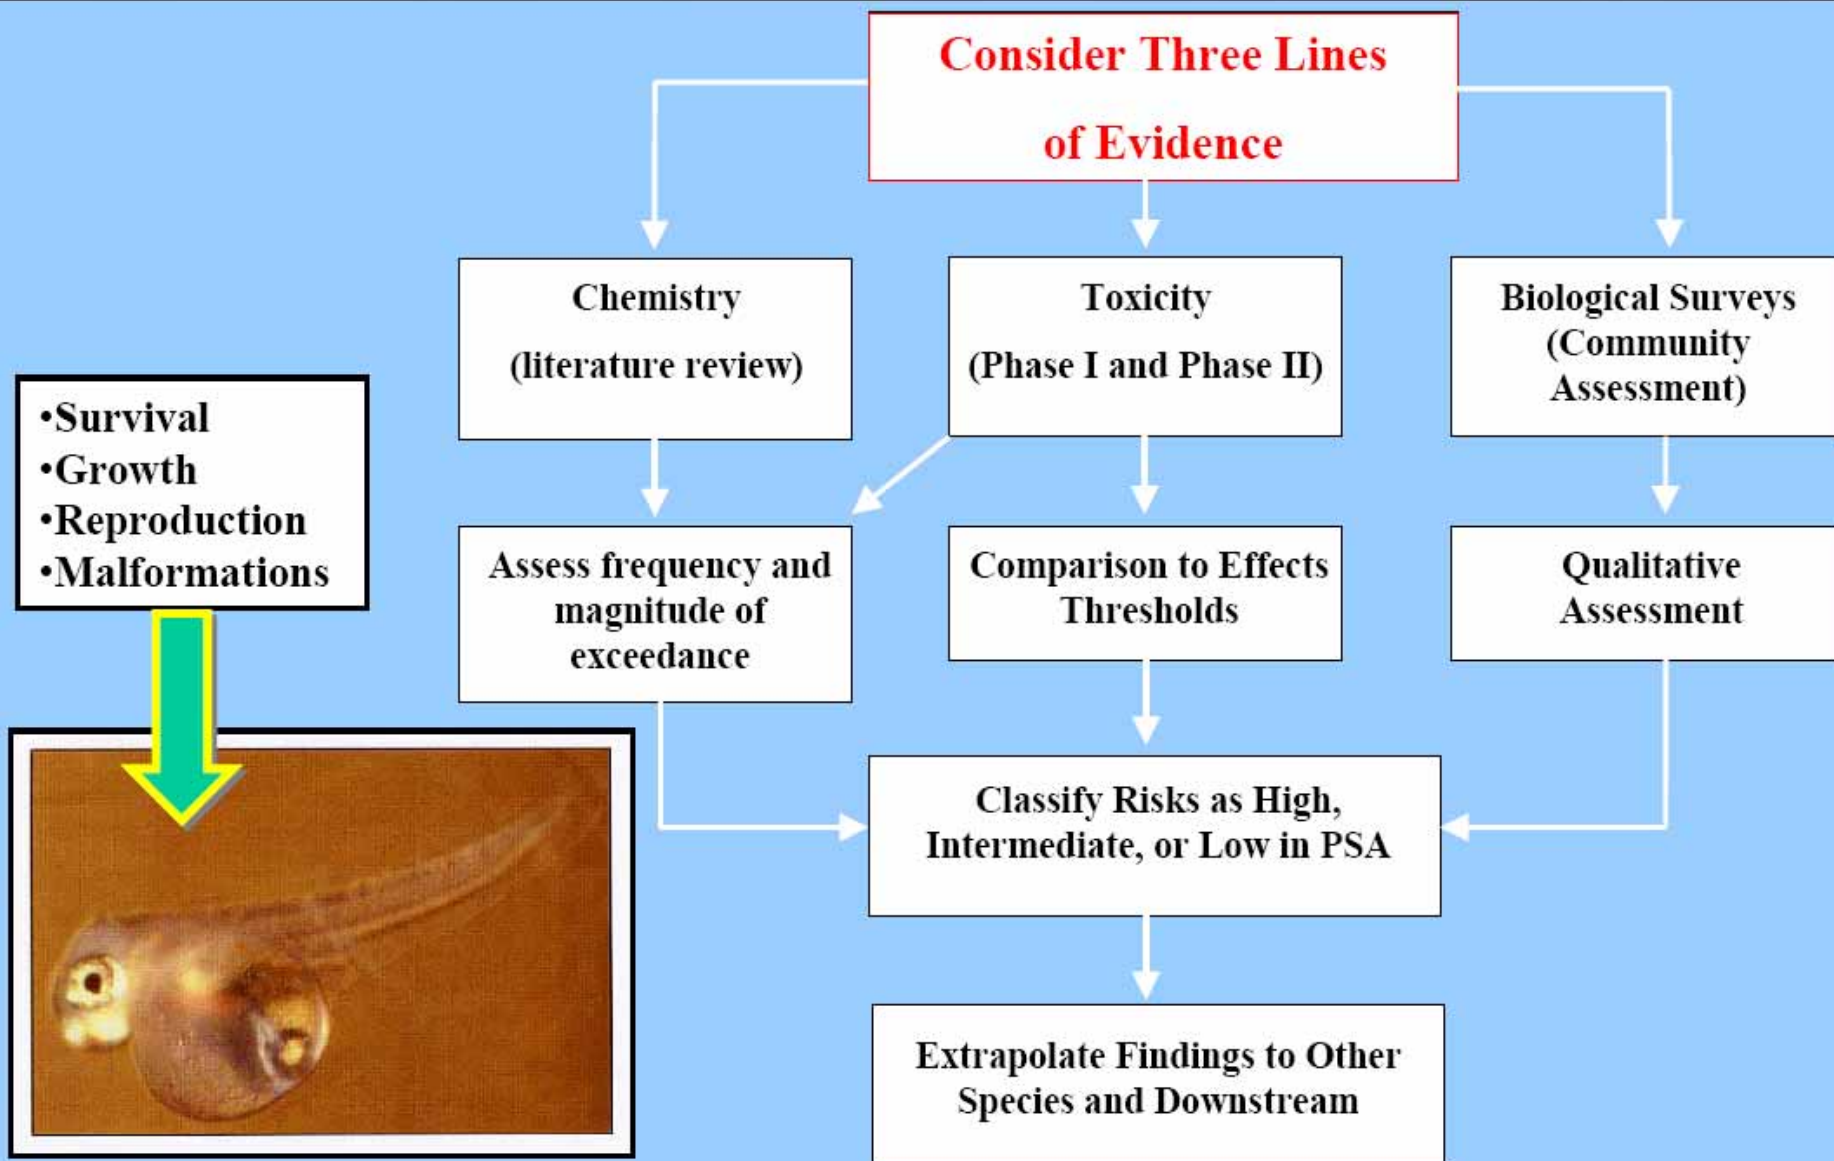 Consider Three Lines
of Evidence
Chemistry
(literature review)
Toxicity
(Phase I and Phase II)
Biological Surveys
(Community
Assessment)
•Survival
•Growth
•Reproduction
•Malformations
Assess frequency and
magnitude of
exceedance
Comparison to Effects
Thresholds
Qualitative
Assessment
Classify Risks as High,
Intermediate, or Low in PSA
Extrapolate Findings to Other
Species and Downstream